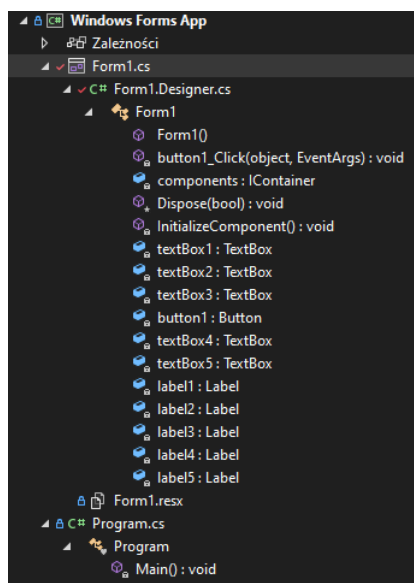 C# Windows Forms App
Zależności
Form1.cs
C# Form1.Designer.cs
Form1
Form1()
button1_Click(object, EventArgs) : void
components : IContainer
Dispose(bool) : void
InitializeComponent() : void
textBox1 : TextBox
textBox2 : TextBox
textBox3 : TextBox
button1 : Button
textBox4 : TextBox
textBox5 : TextBox
label1 : Label
label2 : Label
label3 : Label
label4 : Label
label5 : Label
Form1.resx
C# Program.cs
Program
Main() : void